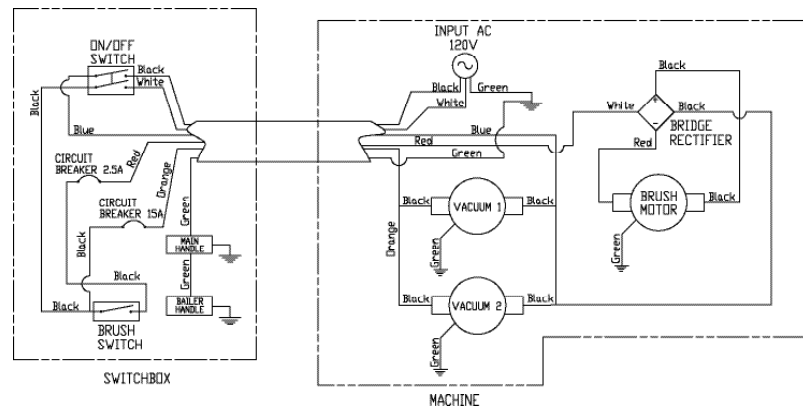 ON/OFF
SWITCH
Black
White
Black
Blue
CIRCUIT
BREAKER 2.5A
Red
Orange
CIRCUIT
BREAKER 15A
Black
Green
MAIN
HANDLE
Green
BAILER
HANDLE
Black
Black
BRUSH
SWITCH
SWITCHBOX
INPUT AC
120V
Black
White
Green
Blue
Red
Green
Orange
Black
VACUUM 1
Black
Green
Black
VACUUM 2
Black
Green
Black
White
+
-
Black
BRIDGE
RECTIFIER
Red
BRUSH
MOTOR
Black
Green
MACHINE